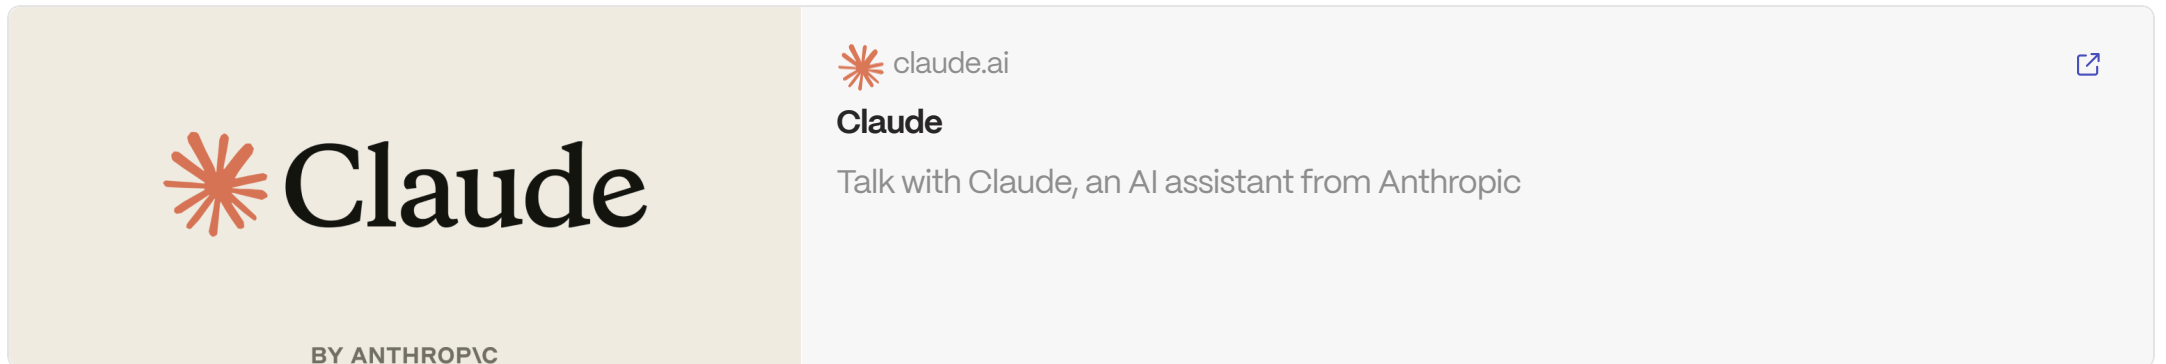 Claude
BY ANTHROP\C
claude.ai
Claude
Talk with Claude, an AI assistant from Anthropic